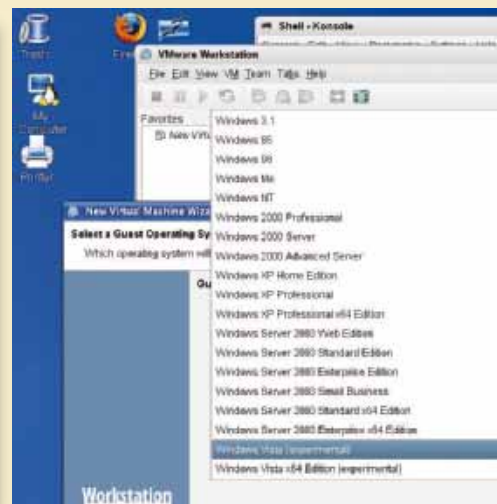 Shell - Konsole
Trash
VMware Workstation
File Edit View VM Team Tabs Help
My
Computer
Favorites
New Virtu
Printer
Windows 3.1
Windows 95
Windows 98
Windows Me
Windows NT
Windows 2000 Professional
Windows 2000 Server
Windows 2000 Advanced Server
Windows XP Home Edition
Windows XP Professional
Windows XP Professional x64 Edition
Windows Server 2003 Web Edition
Windows Server 2003 Standard Edition
Windows Server 2003 Enterprise Edition
Windows Server 2003 Small Business
Windows Server 2003 Standard x64 Edition
Windows Server 2003 Enterprise x64 Edition
Windows Vista (experimental)
Windows Vista x64 Edition (experimental)
New Virtual Machine Wiza
Select a Guest Operating Sy
Which operating system will
Gu
Workstation